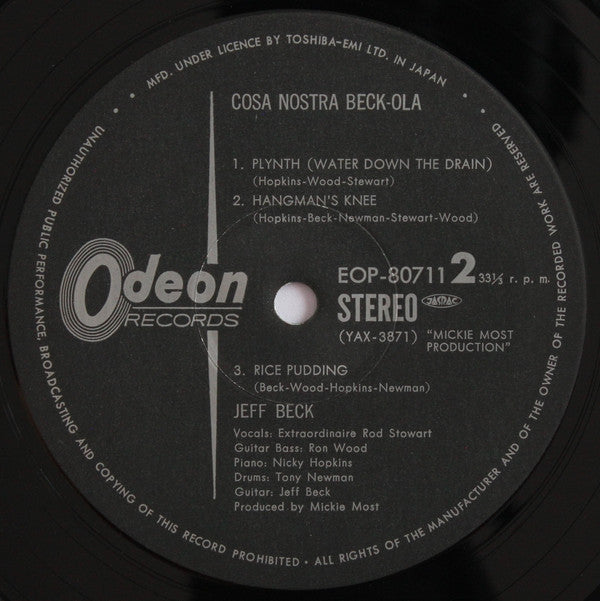 • MFD. UNDER LICENCE BY TOSHIBA-EMI LTD. IN JAPAN •
COSA NOSTRA BECK-OLA
1. PLYNTH (WATER DOWN THE DRAIN)
(Hopkins-Wood-Stewart)
2. HANGMAN'S KNEE
(Hopkins-Beck-Newman-Stewart-Wood)
Odeon
RECORDS
EOP-80711 2 33⅓ r. p. m.
STEREO JASRAC
(YAX-3871) "MICKIE MOST
PRODUCTION"
3. RICE PUDDING
(Beck-Wood-Hopkins-Newman)
JEFF BECK
Vocals: Extraordinaire Rod Stowart
Guitar Bass: Ron Wood
Piano: Nicky Hopkins
Drums: Tony Newman
Guitar: Jeff Beck
Produced by Mickie Most
UNAUTHORIZED PUBLIC PERFORMANCE, BROADCASTING AND COPYING OF THIS RECORD PROHIBITED • ALL RIGHTS OF THE MANUFACTURER AND OF THE OWNER OF THE RECORDED WORK ARE RESERVED